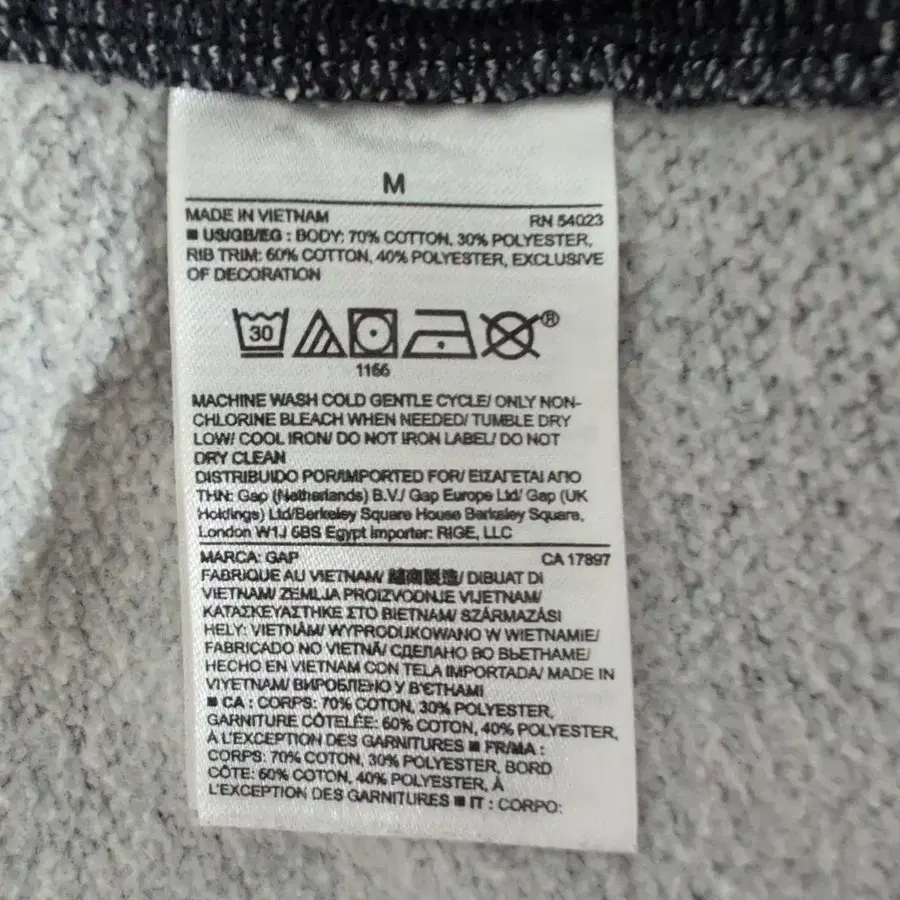 M
MADE IN VIETNAM RN 54023
■ US/GB/EG : BODY: 70% COTTON, 30% POLYESTER,
RIB TRIM: 60% COTTON, 40% POLYESTER, EXCLUSIVE
OF DECORATION
30 ®
1166
MACHINE WASH COLD GENTLE CYCLE/ ONLY NON-
CHLORINE BLEACH WHEN NEEDED/ TUMBLE DRY
LOW/ COOL IRON/ DO NOT IRON LABEL/ DO NOT
DRY CLEAN
DISTRIBUIDO POR/IMPORTED FOR/ ΕΙΣΑΓΕΤΑΙ ΑΠΟ
THN: Gap (Netherlands) B.V./ Gap Europe Ltd/ Gap (UK
Holdings) Ltd/Berkeley Square House Berkeley Square,
London W1J 6BS Egypt Importer: RIGE, LLC
MARCA: GAP CA 17897
FABRIQUE AU VIETNAM/ 越南製造/ DIBUAT DI
VIETNAM/ ZEMLJA PROIZVODNJE VIJETNAM/
ΚΑΤΑΣΚΕΥΑΣΤΗΚΕ ΣΤΟ ΒΙΕΤΝΑΜ/ SZÁRMAZÁSI
HELY: VIETNÁM/ WYPRODUKOWANO W WIETNAMIE/
FABRICADO NO VIETNÃ/ СДЕЛАНО ВО ВЬЕТНАМЕ/
HECHO EN VIETNAM CON TELA IMPORTADA/ MADE IN
VIYETNAM/ ВИРОБЛЕНО У В'ЄТНАМІ
■ CA : CORPS: 70% COTON, 30% POLYESTER,
GARNITURE CÔTELÉE: 60% COTON, 40% POLYESTER,
À L'EXCEPTION DES GARNITURES ■ FR/MA :
CORPS: 70% COTON, 30% POLYESTER, BORD
CÔTE: 60% COTON, 40% POLYESTER, À
L'EXCEPTION DES GARNITURES ■ IT : CORPO: